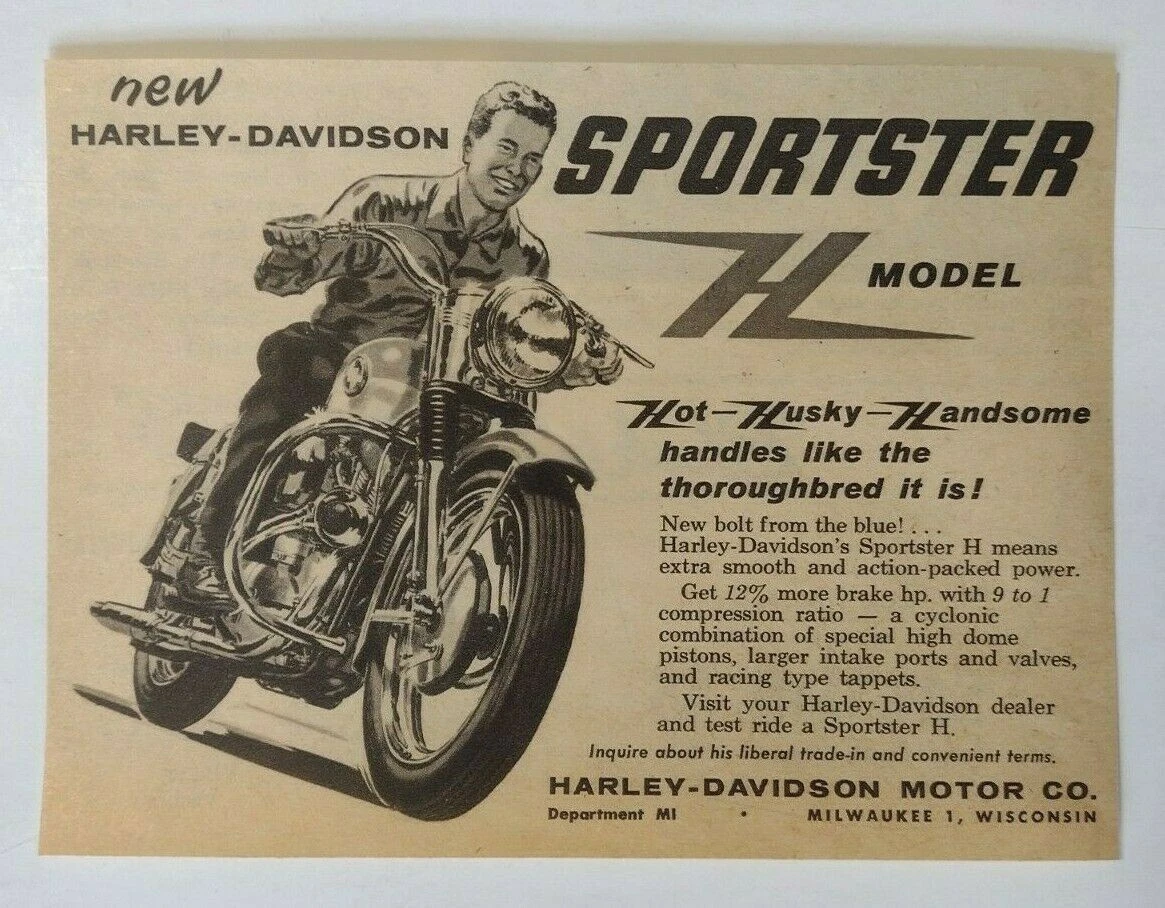 new
HARLEY-DAVIDSON
SPORTSTER
H MODEL
Hot-Husky-Handsome
handles like the
thoroughbred it is!
New bolt from the blue! . . .
Harley-Davidson's Sportster H means
extra smooth and action-packed power.
Get 12% more brake hp. with 9 to 1
compression ratio — a cyclonic
combination of special high dome
pistons, larger intake ports and valves,
and racing type tappets.
Visit your Harley-Davidson dealer
and test ride a Sportster H.
Inquire about his liberal trade-in and convenient terms.
HARLEY-DAVIDSON MOTOR CO.
Department MI • MILWAUKEE 1, WISCONSIN